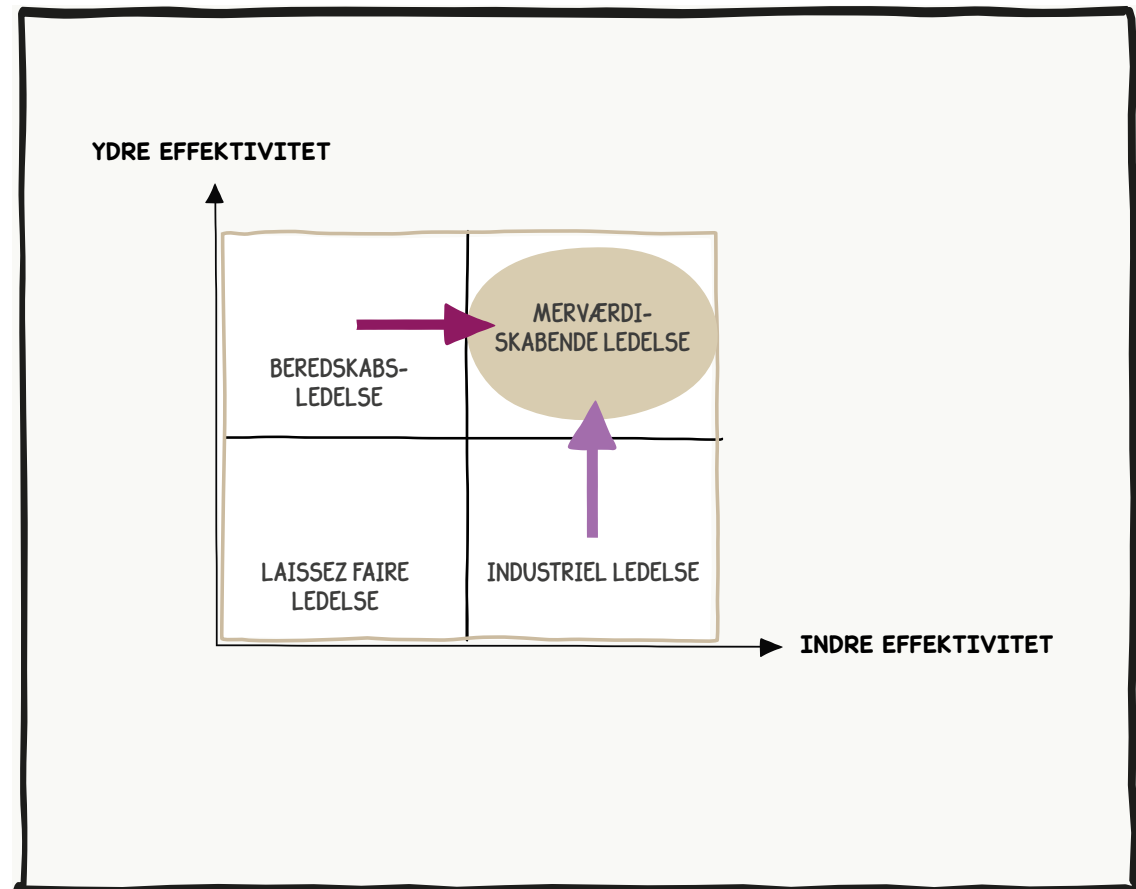 YDRE EFFEKTIVITET
MERVÆRDI-
SKABENDE LEDELSE
BEREDSKABS-
LEDELSE
LAISSEZ FAIRE
LEDELSE
INDUSTRIEL LEDELSE
INDRE EFFEKTIVITET